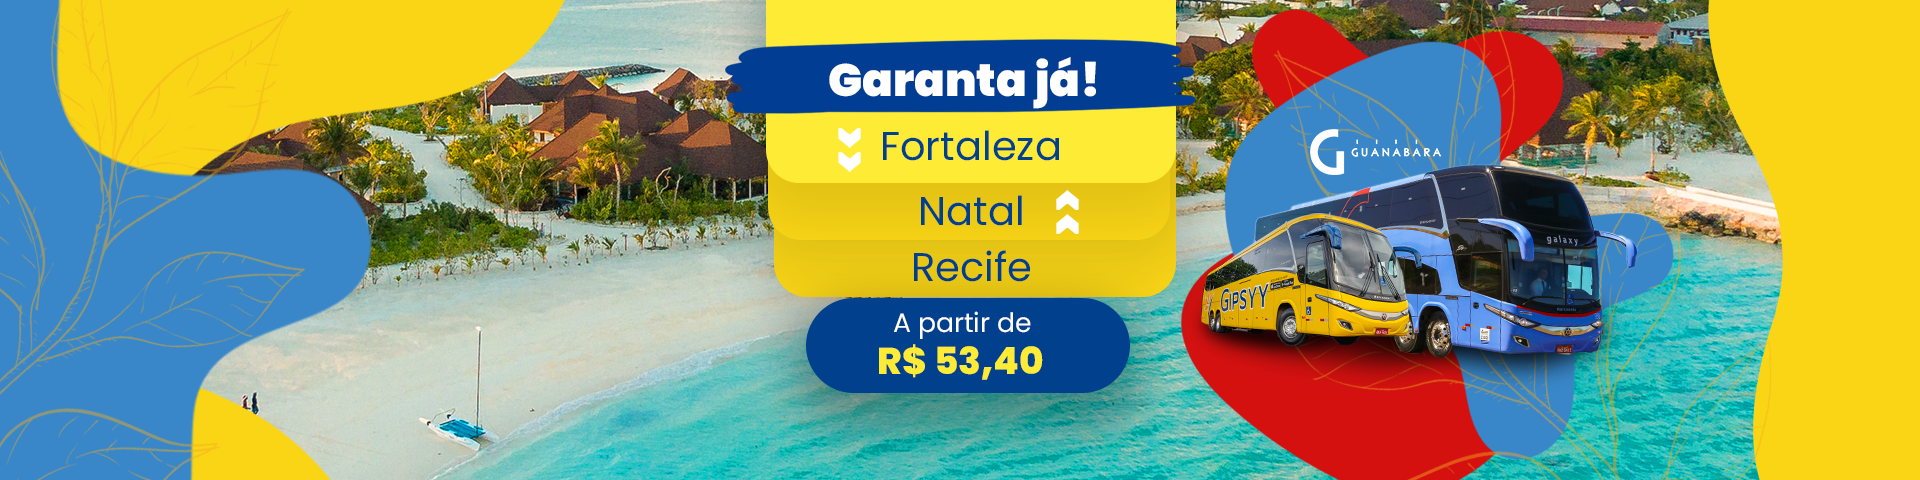 Garanta já!
Fortaleza
Natal
Recife
A partir de
R$ 53,40
G GUANABARA
GIPSYY
galaxy